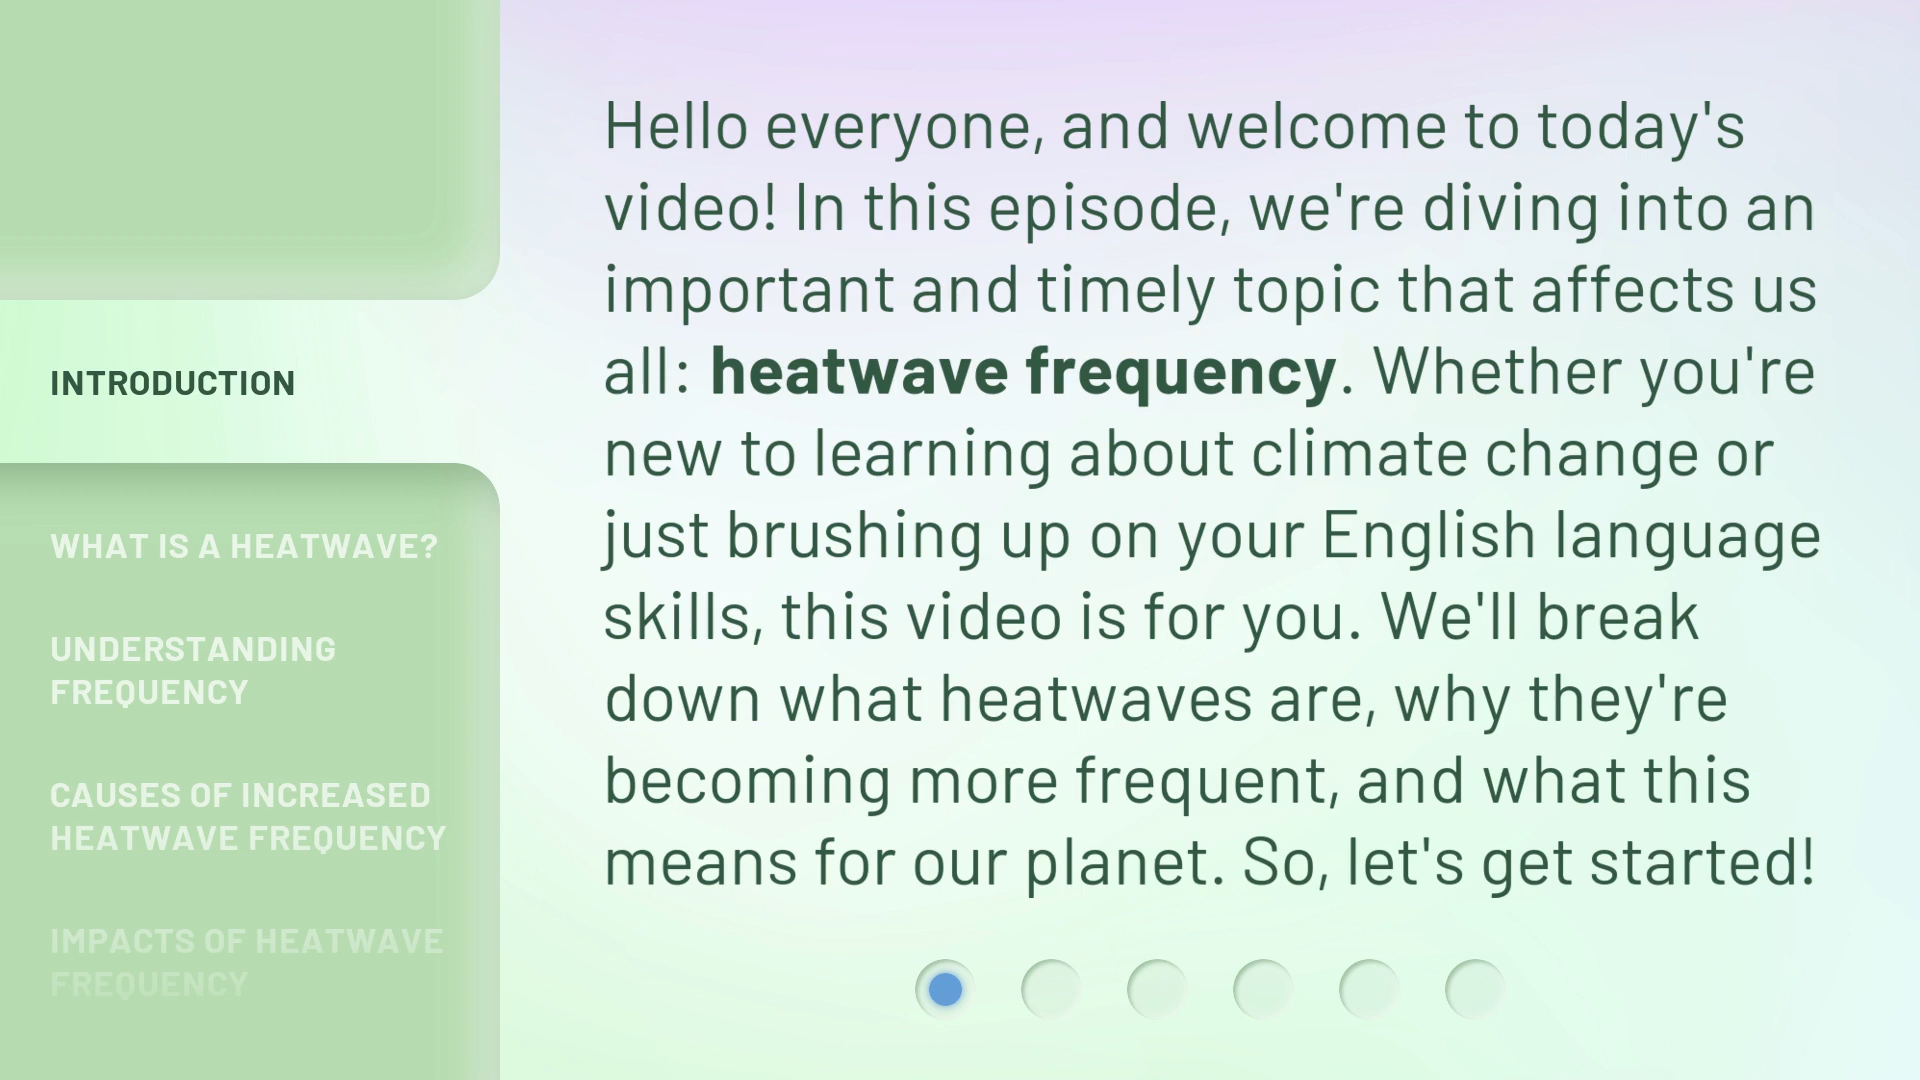 INTRODUCTION
WHAT IS A HEATWAVE?
UNDERSTANDING
FREQUENCY
CAUSES OF INCREASED
HEATWAVE FREQUENCY
IMPACTS OF HEATWAVE
FREQUENCY
Hello everyone, and welcome to today's
video! In this episode, we're diving into an
important and timely topic that affects us
all: heatwave frequency. Whether you're
new to learning about climate change or
just brushing up on your English language
skills, this video is for you. We'll break
down what heatwaves are, why they're
becoming more frequent, and what this
means for our planet. So, let's get started!